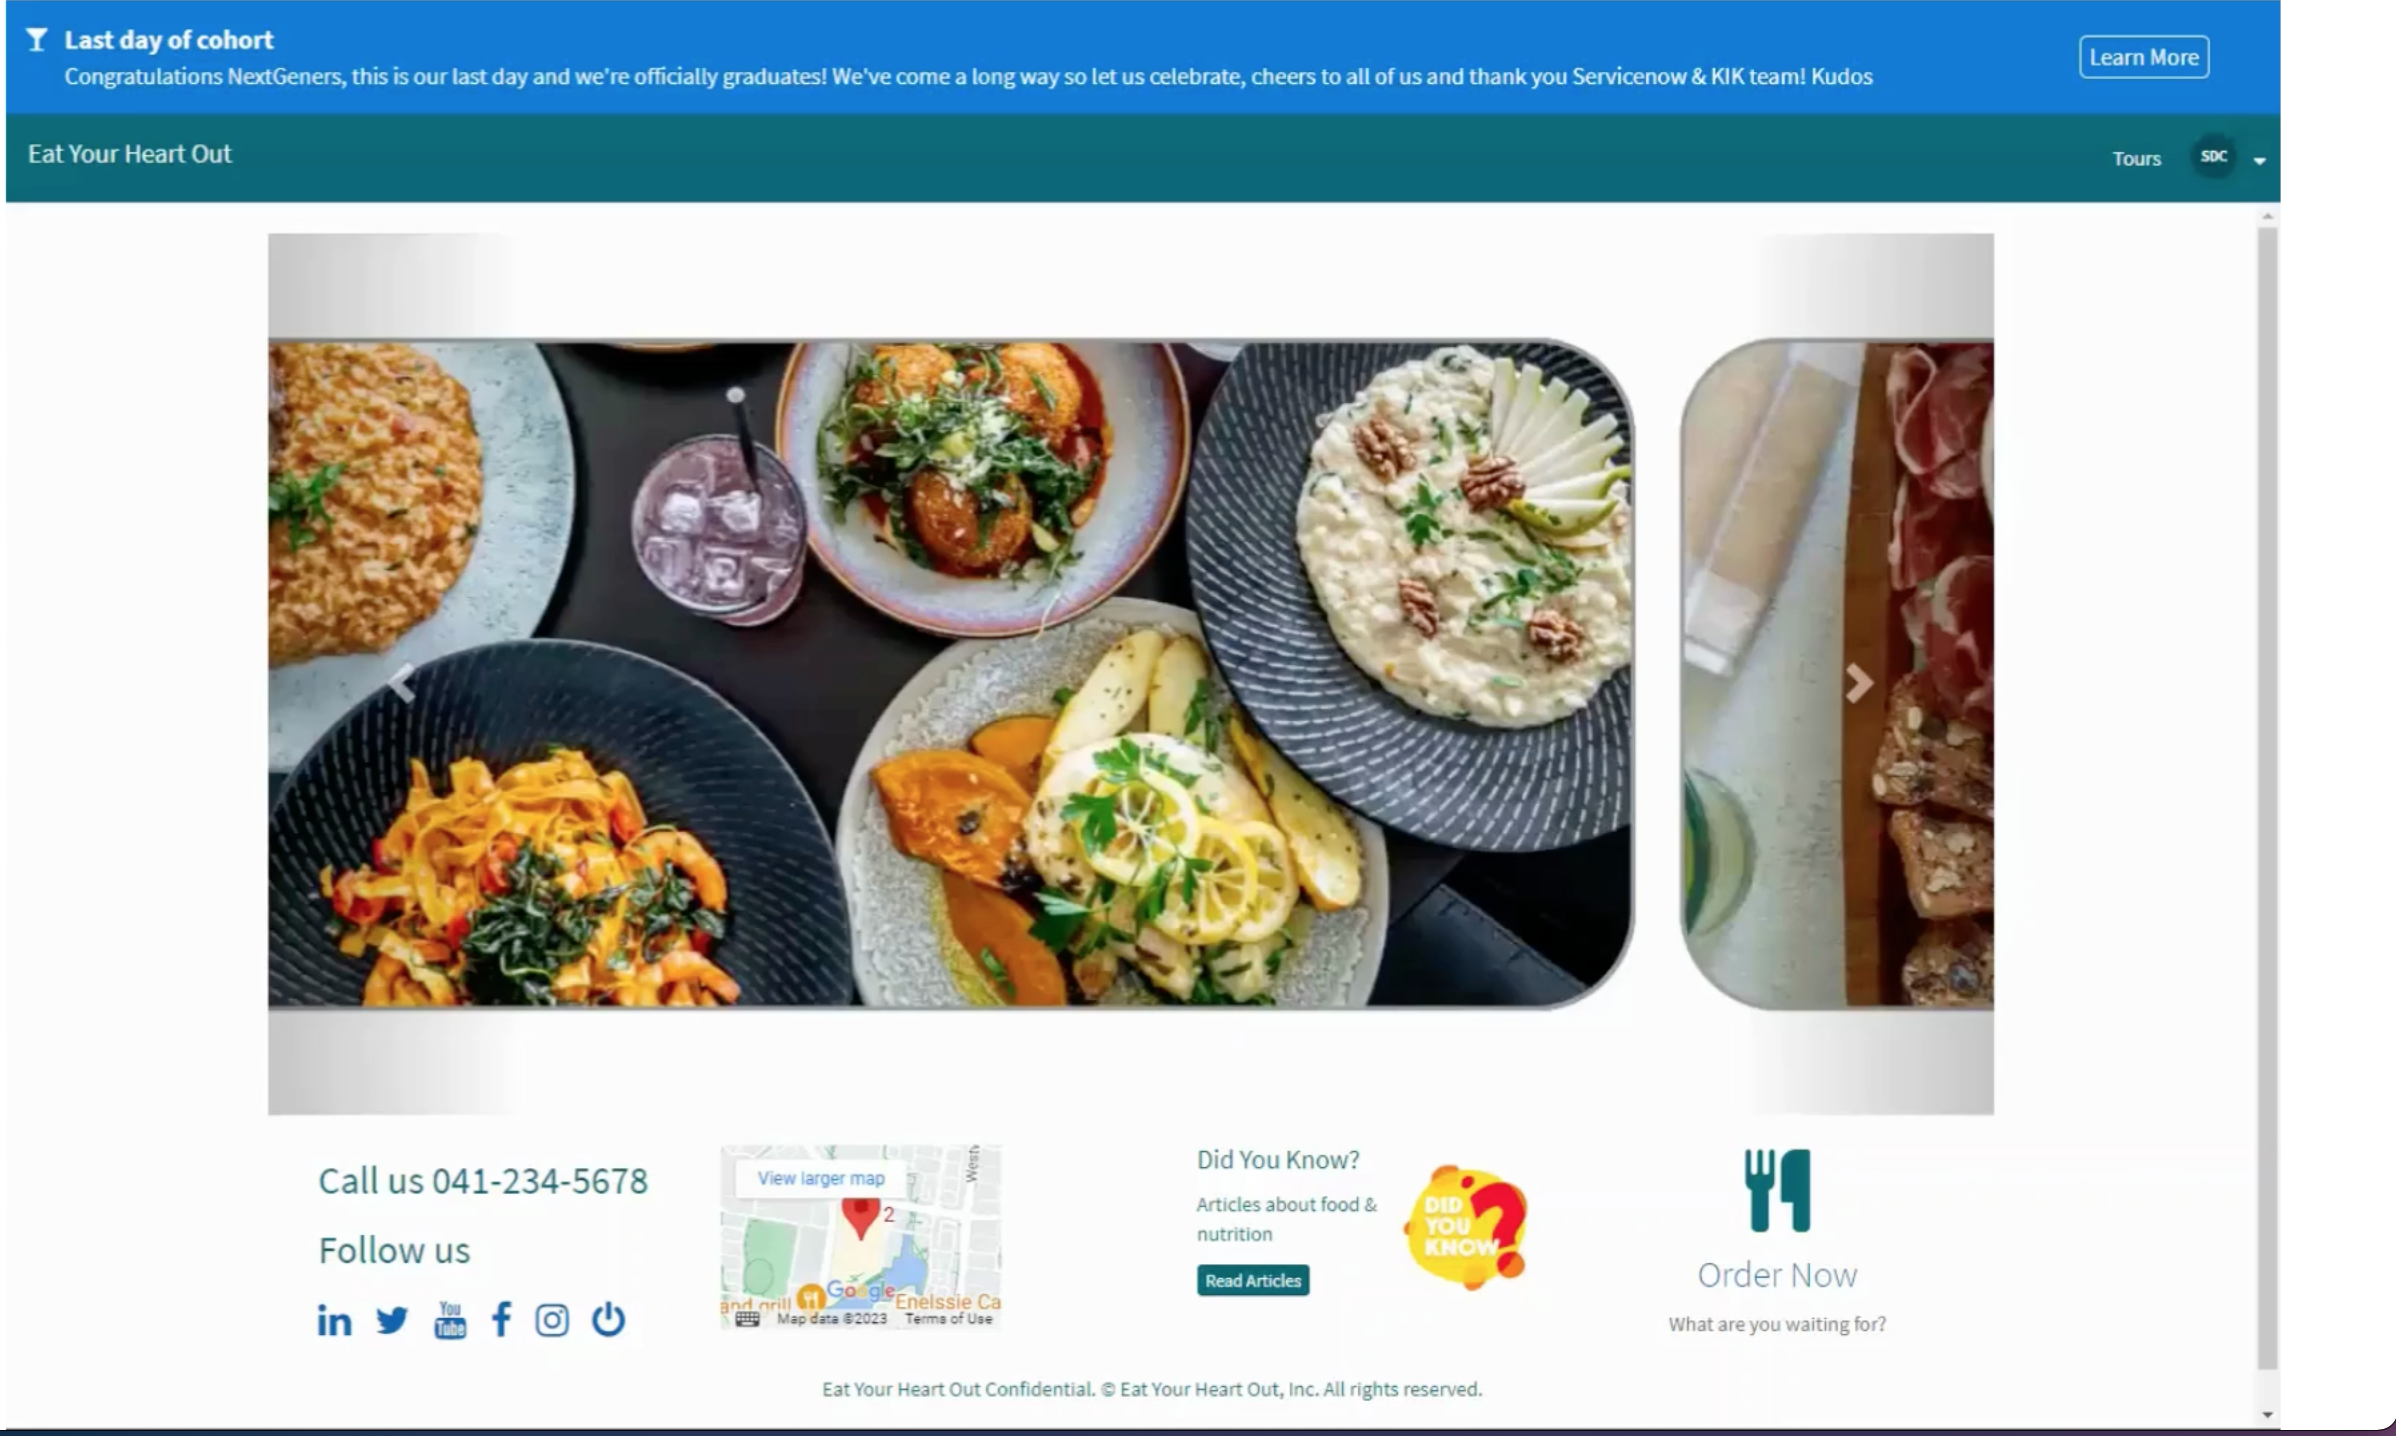 Last day of cohort
Congratulations NextGeners, this is our last day and we're officially graduates! We've come a long way so let us celebrate, cheers to all of us and thank you Servicenow & KIK team! Kudos
Learn More
Eat Your Heart Out
Tours
SDC
Call us 041-234-5678
Follow us
You
Tube
View larger map
2
Google
and grill
Enelssie Ca
Map data ©2023
Terms of Use
Did You Know?
Articles about food &
nutrition
Read Articles
DID
YOU
KNOW
?
Order Now
What are you waiting for?
Eat Your Heart Out Confidential. © Eat Your Heart Out, Inc. All rights reserved.